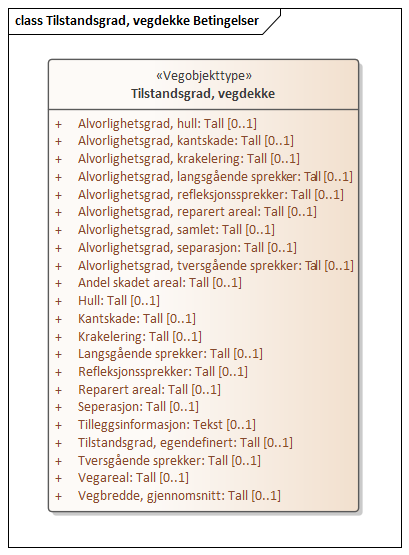 class Tilstandsgrad, vegdekke Betingelser
«Vegobjekttype»
Tilstandsgrad, vegdekke
+ Alvorlighetsgrad, hull: Tall [0..1]
+ Alvorlighetsgrad, kantskade: Tall [0..1]
+ Alvorlighetsgrad, krakelering: Tall [0..1]
+ Alvorlighetsgrad, langsgående sprekker: Tall [0..1]
+ Alvorlighetsgrad, refleksjonssprekker: Tall [0..1]
+ Alvorlighetsgrad, reparert areal: Tall [0..1]
+ Alvorlighetsgrad, samlet: Tall [0..1]
+ Alvorlighetsgrad, separasjon: Tall [0..1]
+ Alvorlighetsgrad, tversgående sprekker: Tall [0..1]
+ Andel skadet areal: Tall [0..1]
+ Hull: Tall [0..1]
+ Kantskade: Tall [0..1]
+ Krakelering: Tall [0..1]
+ Langsgående sprekker: Tall [0..1]
+ Refleksjonssprekker: Tall [0..1]
+ Reparert areal: Tall [0..1]
+ Seperasjon: Tall [0..1]
+ Tilleggsinformasjon: Tekst [0..1]
+ Tilstandsgrad, egendefinert: Tall [0..1]
+ Tversgående sprekker: Tall [0..1]
+ Vegareal: Tall [0..1]
+ Vegbredde, gjennomsnitt: Tall [0..1]